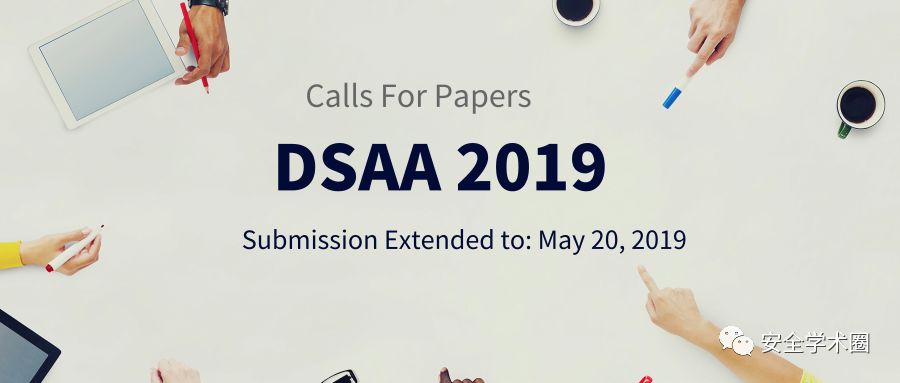 Calls For Papers
DSAA 2019
Submission Extended to: May 20, 2019
安全学术圈